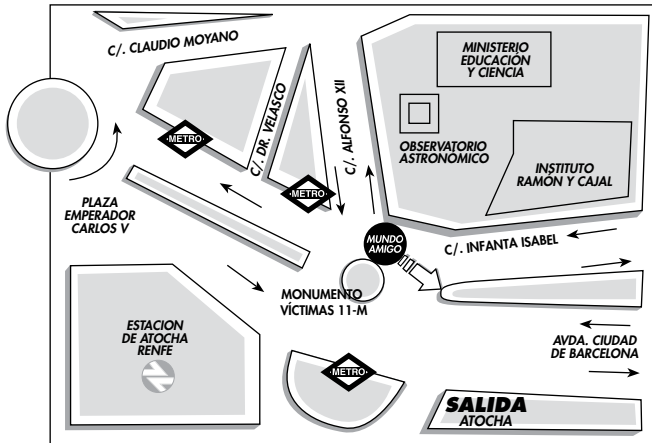 C/. CLAUDIO MOYANO
MINISTERIO
EDUCACIÓN
Y CIENCIA
C/. DR. VELASCO
C/. ALFONSO XII
METRO
OBSERVATORIO
ASTRONÓMICO
METRO
INSTITUTO
RAMÓN Y CAJAL
PLAZA
EMPERADOR
CARLOS V
MUNDO
AMIGO
C/. INFANTA ISABEL
MONUMENTO
VÍCTIMAS 11-M
ESTACION
DE ATOCHA
RENFE
AVDA. CIUDAD
DE BARCELONA
METRO
SALIDA
ATOCHA